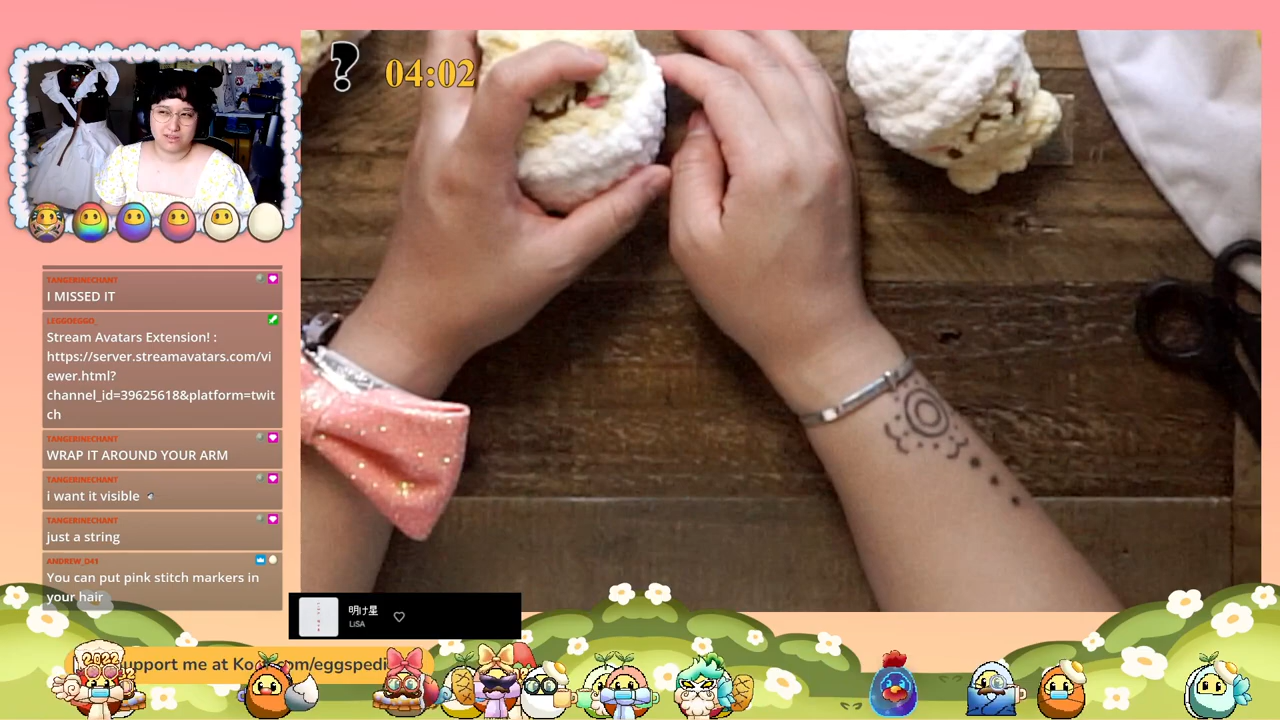 04:02
TANGERINECHANT
I MISSED IT
LEGGOEGGO_
Stream Avatars Extension! :
https://server.streamavatars.com/vi
ewer.html?
channel_id=39625618&platform=twit
ch
TANGERINECHANT
WRAP IT AROUND YOUR ARM
TANGERINECHANT
i want it visible
TANGERINECHANT
just a string
ANDREW_D41
You can put pink stitch markers in
your hair
明け星
LiSA
upport me at Ko om/eggspedi
2022